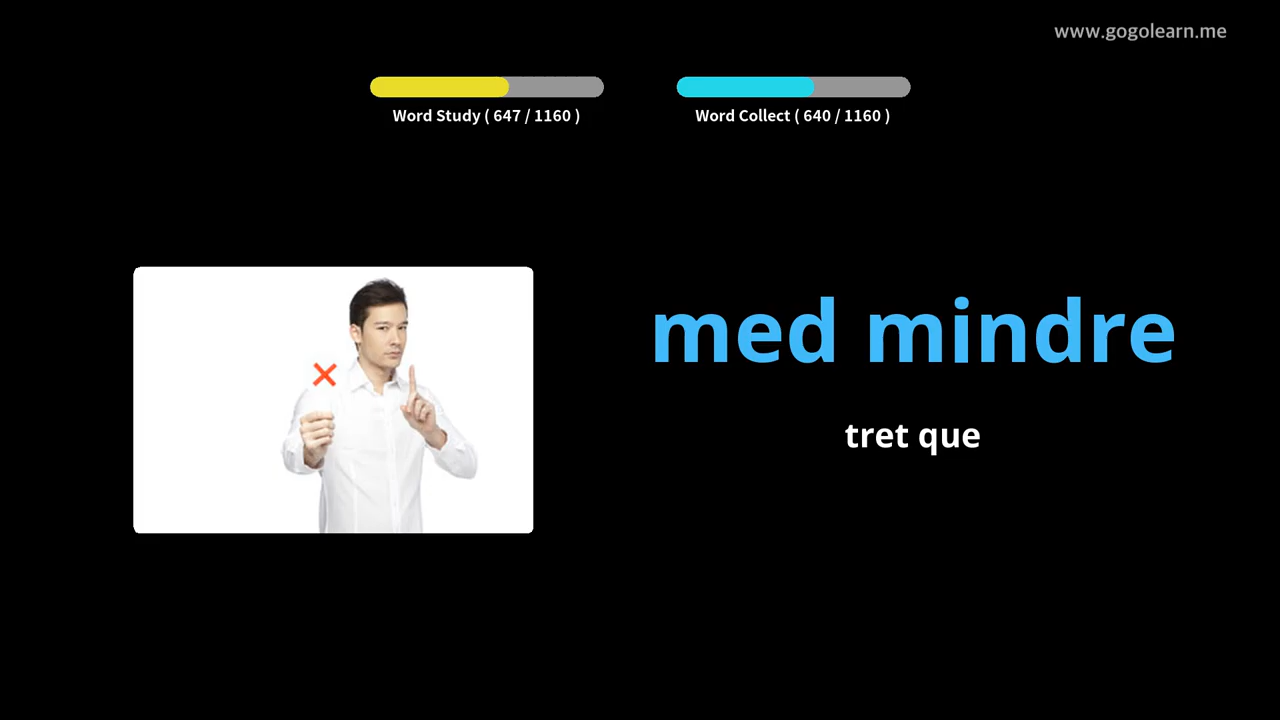 www.gogolearn.me
Word Study ( 647 / 1160 )
Word Collect ( 640 / 1160 )
med mindre
tret que